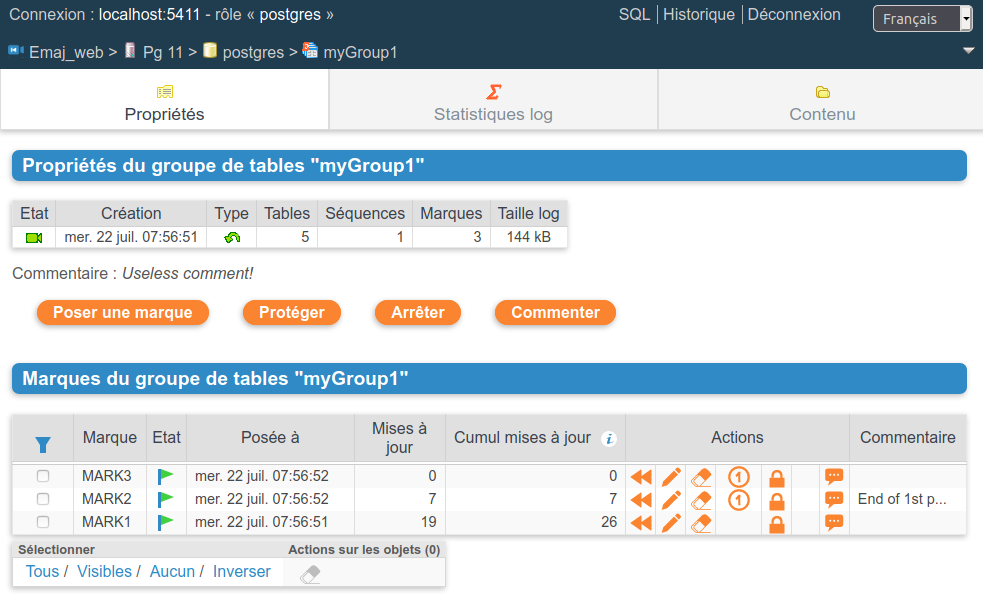 Connexion : localhost:5411 - rôle « postgres »
SQL | Historique | Déconnexion
Français
Emaj_web > Pg 11 > postgres > myGroup1
Propriétés
Statistiques log
Contenu
Propriétés du groupe de tables "myGroup1"
Etat Création Type Tables Séquences Marques Taille log
mer. 22 juil. 07:56:51 5 1 3 144 kB
Commentaire : Useless comment!
Poser une marque Protéger Arrêter Commenter
Marques du groupe de tables "myGroup1"
Marque Etat Posée à Mises à jour Cumul mises à jour i Actions Commentaire
MARK3 mer. 22 juil. 07:56:52 0 0 1
MARK2 mer. 22 juil. 07:56:52 7 7 1 End of 1st p...
MARK1 mer. 22 juil. 07:56:51 19 26
Sélectionner Actions sur les objets (0)
Tous / Visibles / Aucun / Inverser